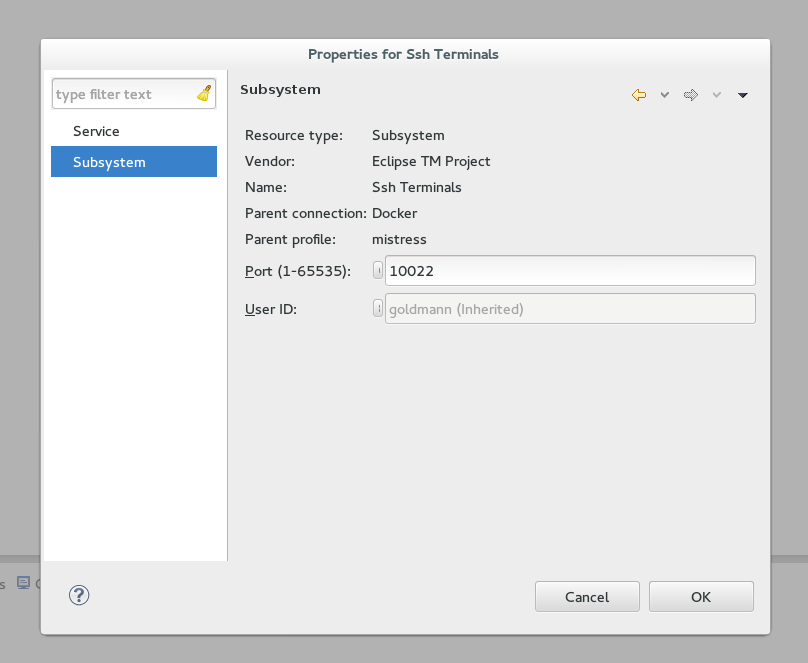 Properties for Ssh Terminals
type filter text
Service
Subsystem
Subsystem
Resource type: Subsystem
Vendor: Eclipse TM Project
Name: Ssh Terminals
Parent connection: Docker
Parent profile: mistress
Port (1-65535): 10022
User ID: goldmann (Inherited)
?
Cancel OK